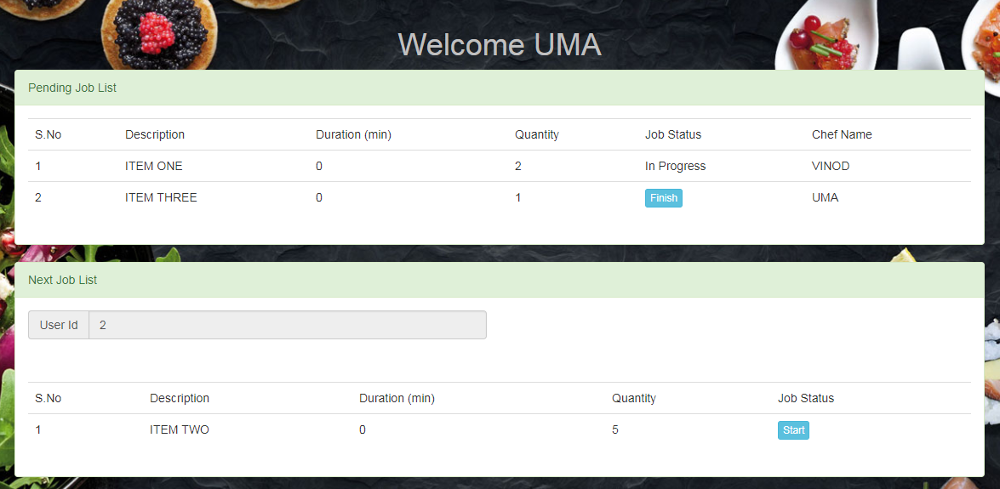 Welcome UMA
Pending Job List
S.No Description Duration (min) Quantity Job Status Chef Name
1 ITEM ONE 0 2 In Progress VINOD
2 ITEM THREE 0 1 Finish UMA
Next Job List
User Id 2
S.No Description Duration (min) Quantity Job Status
1 ITEM TWO 0 5 Start